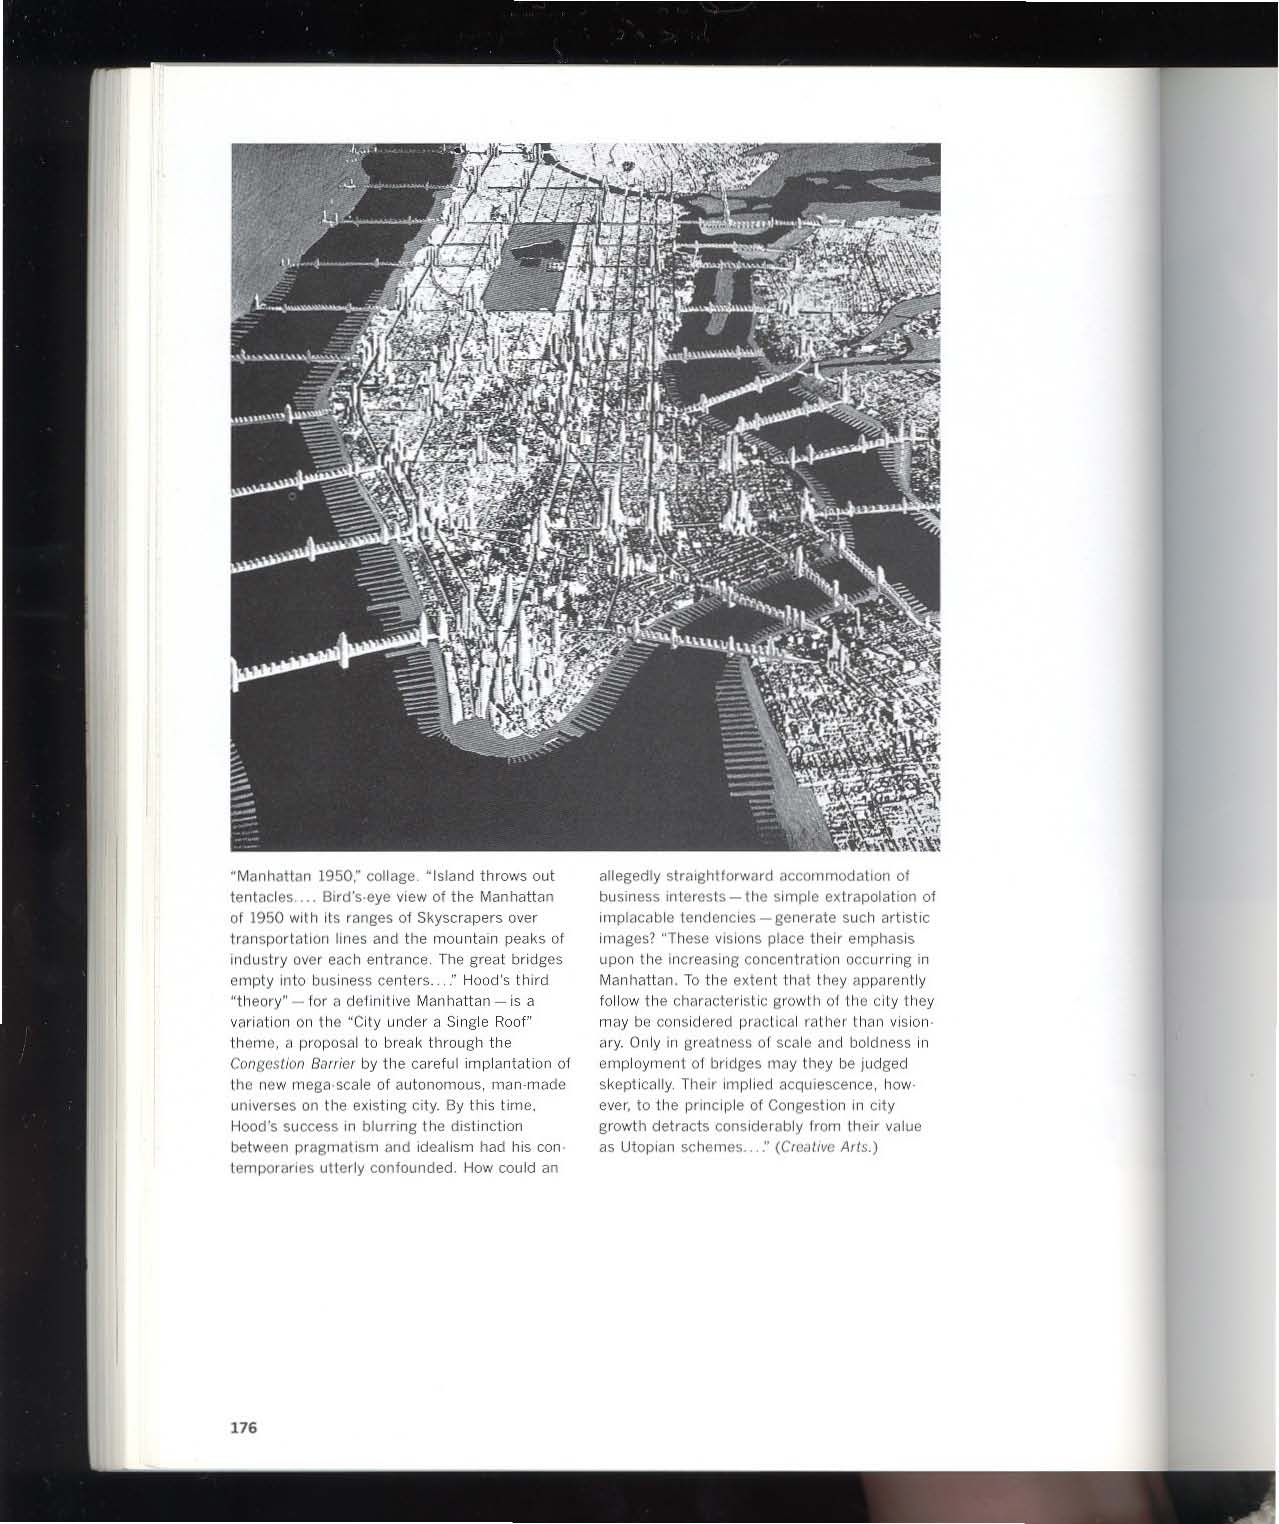 “Manhattan 1950,” collage. “Island throws out
tentacles.... Bird's-eye view of the Manhattan
of 1950 with its ranges of Skyscrapers over
transportation lines and the mountain peaks of
industry over each entrance. The great bridges
empty into business centers....” Hood's third
“theory” — for a definitive Manhattan — is a
variation on the “City under a Single Roof”
theme, a proposal to break through the
Congestion Barrier by the careful implantation of
the new mega-scale of autonomous, man-made
universes on the existing city. By this time,
Hood's success in blurring the distinction
between pragmatism and idealism had his con-
temporaries utterly confounded. How could an
allegedly straightforward accommodation of
business interests — the simple extrapolation of
implacable tendencies — generate such artistic
images? “These visions place their emphasis
upon the increasing concentration occurring in
Manhattan. To the extent that they apparently
follow the characteristic growth of the city they
may be considered practical rather than vision-
ary. Only in greatness of scale and boldness in
employment of bridges may they be judged
skeptically. Their implied acquiescence, how-
ever, to the principle of Congestion in city
growth detracts considerably from their value
as Utopian schemes....” (Creative Arts.)
176